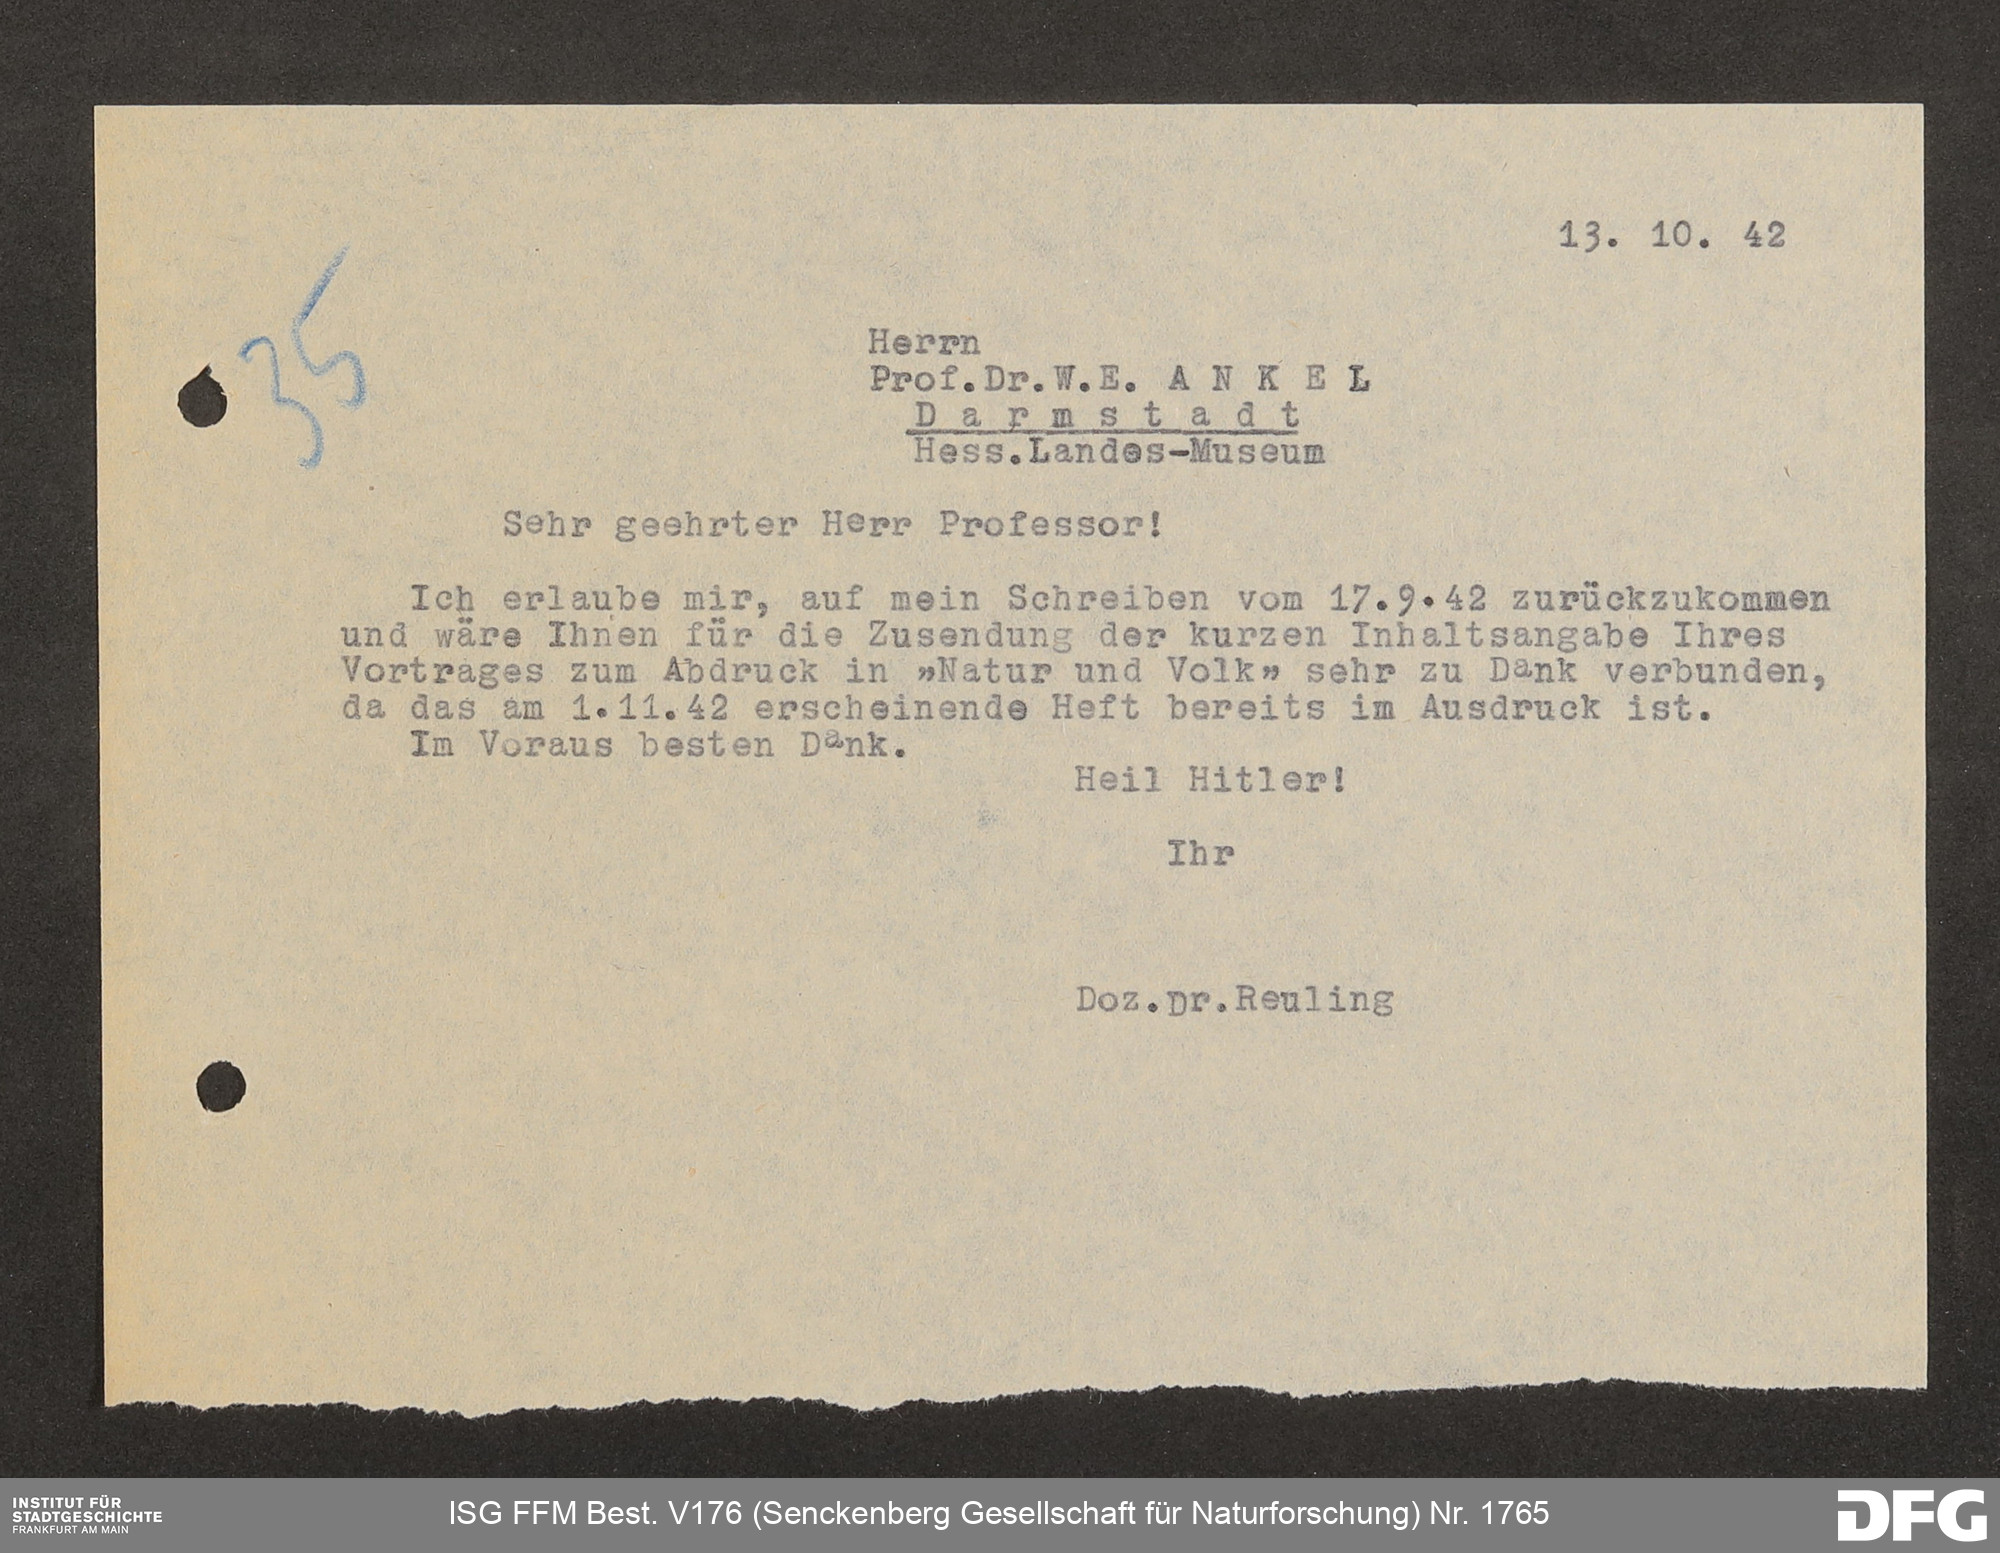 13. 10. 42
35
Herrn
Prof.Dr.W.E. A N K E L
D a r m s t a d t
Hess.Landes-Museum
Sehr geehrter Herr Professor!
Ich erlaube mir, auf mein Schreiben vom 17.9.42 zurückzukommen
und wäre Ihnen für die Zusendung der kurzen Inhaltsangabe Ihres
Vortrages zum Abdruck in »Natur und Volk» sehr zu Dank verbunden,
da das am 1.11.42 erscheinende Heft bereits im Ausdruck ist.
Im Voraus besten Dank.
Heil Hitler!
Ihr
Doz.Dr.Reuling
INSTITUT FÜR
STADTGESCHICHTE
FRANKFURT AM MAIN
ISG FFM Best. V176 (Senckenberg Gesellschaft für Naturforschung) Nr. 1765
DFG